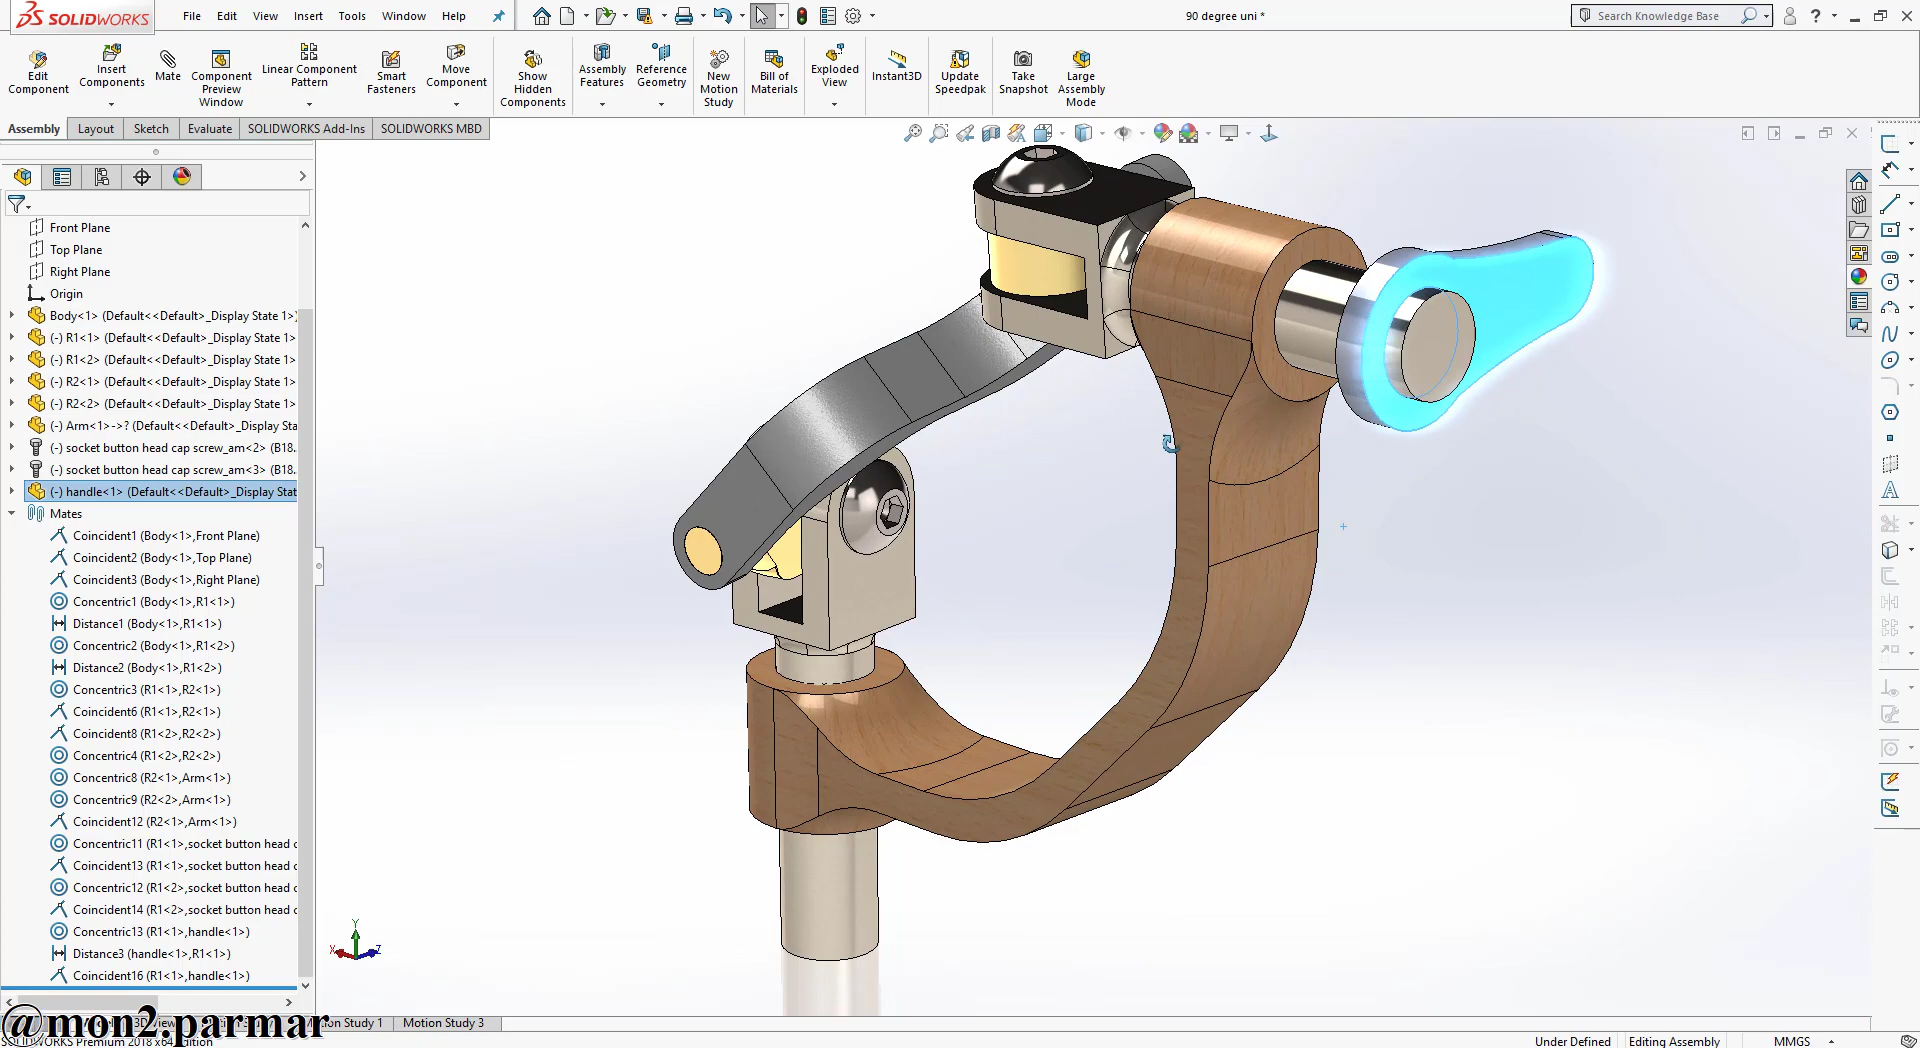 SOLIDWORKS File Edit View Insert Tools Window Help 90 degree uni * Search Knowledge Base
Edit Component
Insert Components
Mate
Component Preview Window
Linear Component Pattern
Smart Fasteners
Move Component
Show Hidden Components
Assembly Features
Reference Geometry
New Motion Study
Bill of Materials
Exploded View
Instant3D
Update Speedpak
Take Snapshot
Large Assembly Mode
Assembly Layout Sketch Evaluate SOLIDWORKS Add-Ins SOLIDWORKS MBD
Front Plane
Top Plane
Right Plane
Origin
Body<1> (Default<<Default>_Display State 1>)
(-) R1<1> (Default<<Default>_Display State 1>
(-) R1<2> (Default<<Default>_Display State 1>
(-) R2<1> (Default<<Default>_Display State 1>
(-) R2<2> (Default<<Default>_Display State 1>
(-) Arm<1>->? (Default<<Default>_Display Sta
(-) socket button head cap screw_am<2> (B18.
(-) socket button head cap screw_am<3> (B18.
(-) handle<1> (Default<<Default>_Display Stat
Mates
Coincident1 (Body<1>,Front Plane)
Coincident2 (Body<1>,Top Plane)
Coincident3 (Body<1>,Right Plane)
Concentric1 (Body<1>,R1<1>)
Distance1 (Body<1>,R1<1>)
Concentric2 (Body<1>,R1<2>)
Distance2 (Body<1>,R1<2>)
Concentric3 (R1<1>,R2<1>)
Coincident6 (R1<1>,R2<1>)
Coincident8 (R1<2>,R2<2>)
Concentric4 (R1<2>,R2<2>)
Concentric8 (R2<1>,Arm<1>)
Concentric9 (R2<2>,Arm<1>)
Coincident12 (R2<1>,Arm<1>)
Concentric11 (R1<1>,socket button head c
Coincident13 (R1<1>,socket button head c
Concentric12 (R1<2>,socket button head c
Coincident14 (R1<2>,socket button head c
Concentric13 (R1<1>,handle<1>)
Distance3 (handle<1>,R1<1>)
Coincident16 (R1<1>,handle<1>)
Y
X Z
@mon2.parmar
Study 1 Motion Study 3
SOLIDWORKS Premium 2018 x64 Edition Under Defined Editing Assembly MMGS